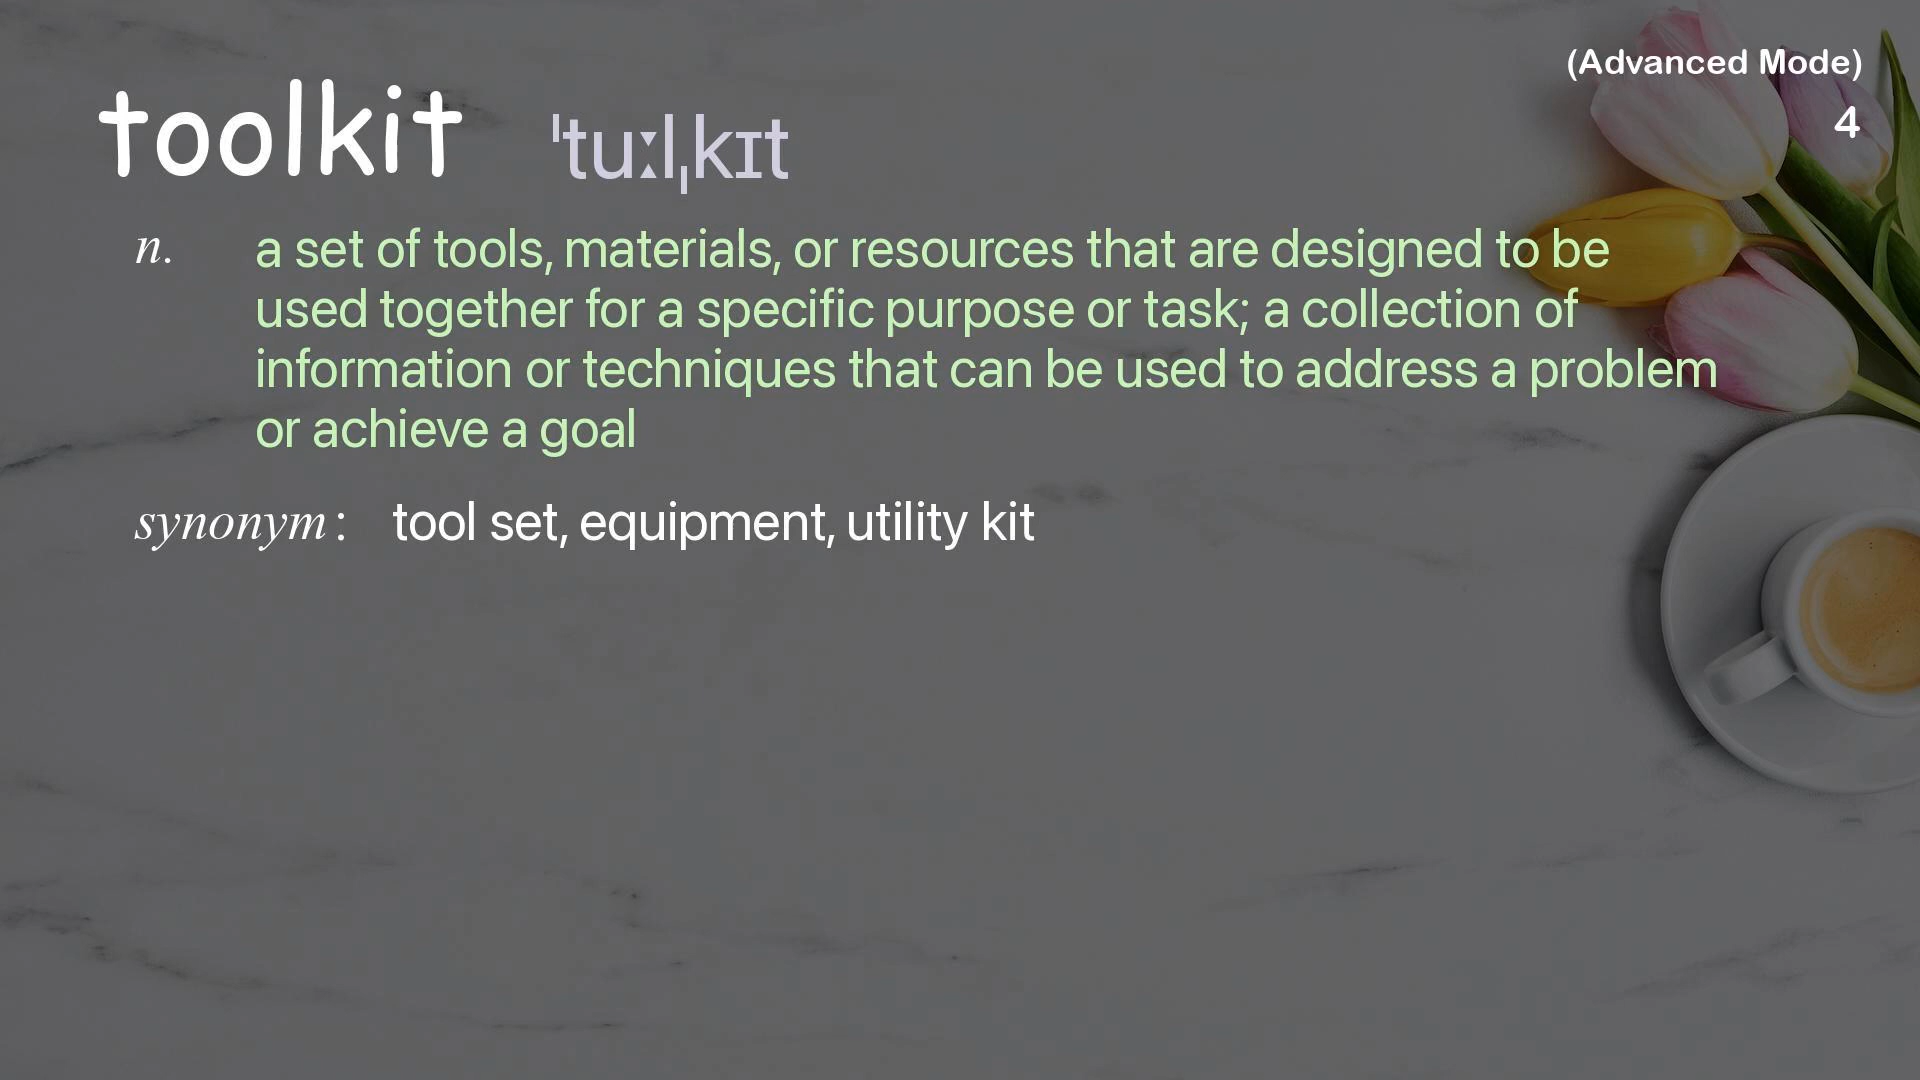 (Advanced Mode)
4
toolkit ˈtuːlˌkɪt
n. a set of tools, materials, or resources that are designed to be
used together for a specific purpose or task; a collection of
information or techniques that can be used to address a problem
or achieve a goal
synonym : tool set, equipment, utility kit